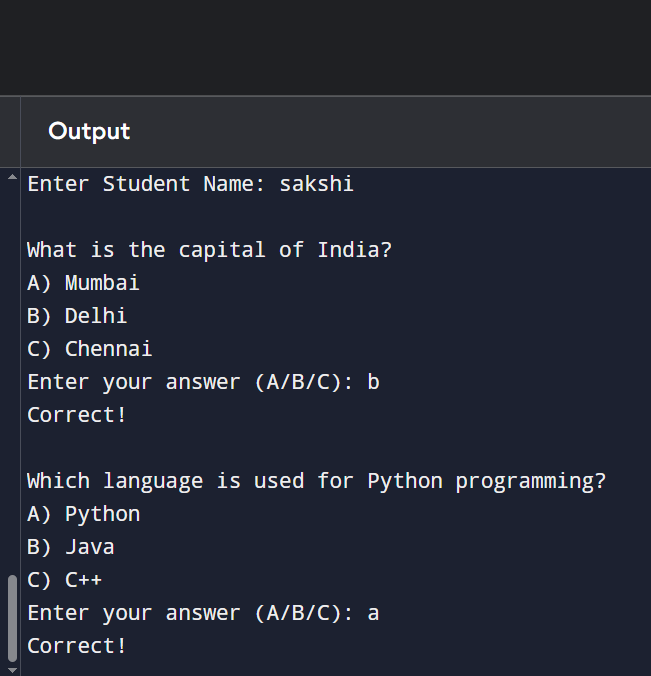 Output
Enter Student Name: sakshi
What is the capital of India?
A) Mumbai
B) Delhi
C) Chennai
Enter your answer (A/B/C): b
Correct!
Which language is used for Python programming?
A) Python
B) Java
C) C++
Enter your answer (A/B/C): a
Correct!